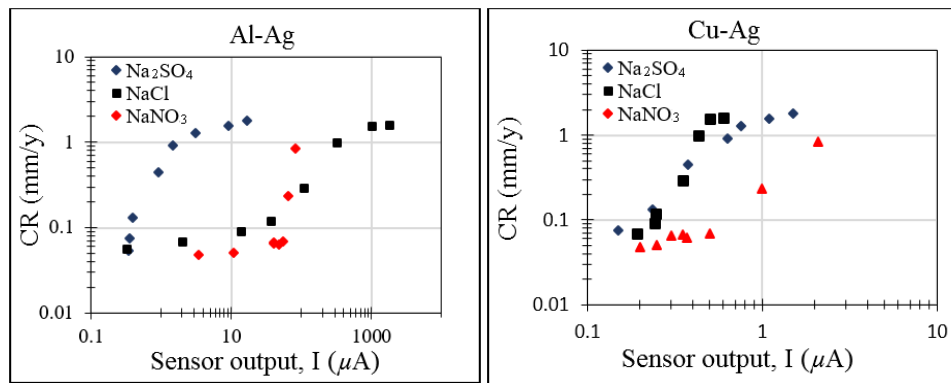 Al-Ag
10
1
0.1
0.01
CR (mm/y)
Na₂SO₄
NaCl
NaNO₃
0.1
10
1000
Sensor output, I (µA)
Cu-Ag
10
1
0.1
0.01
CR (mm/y)
Na₂SO₄
NaCl
NaNO₃
0.1
1
10
Sensor output, I (µA)